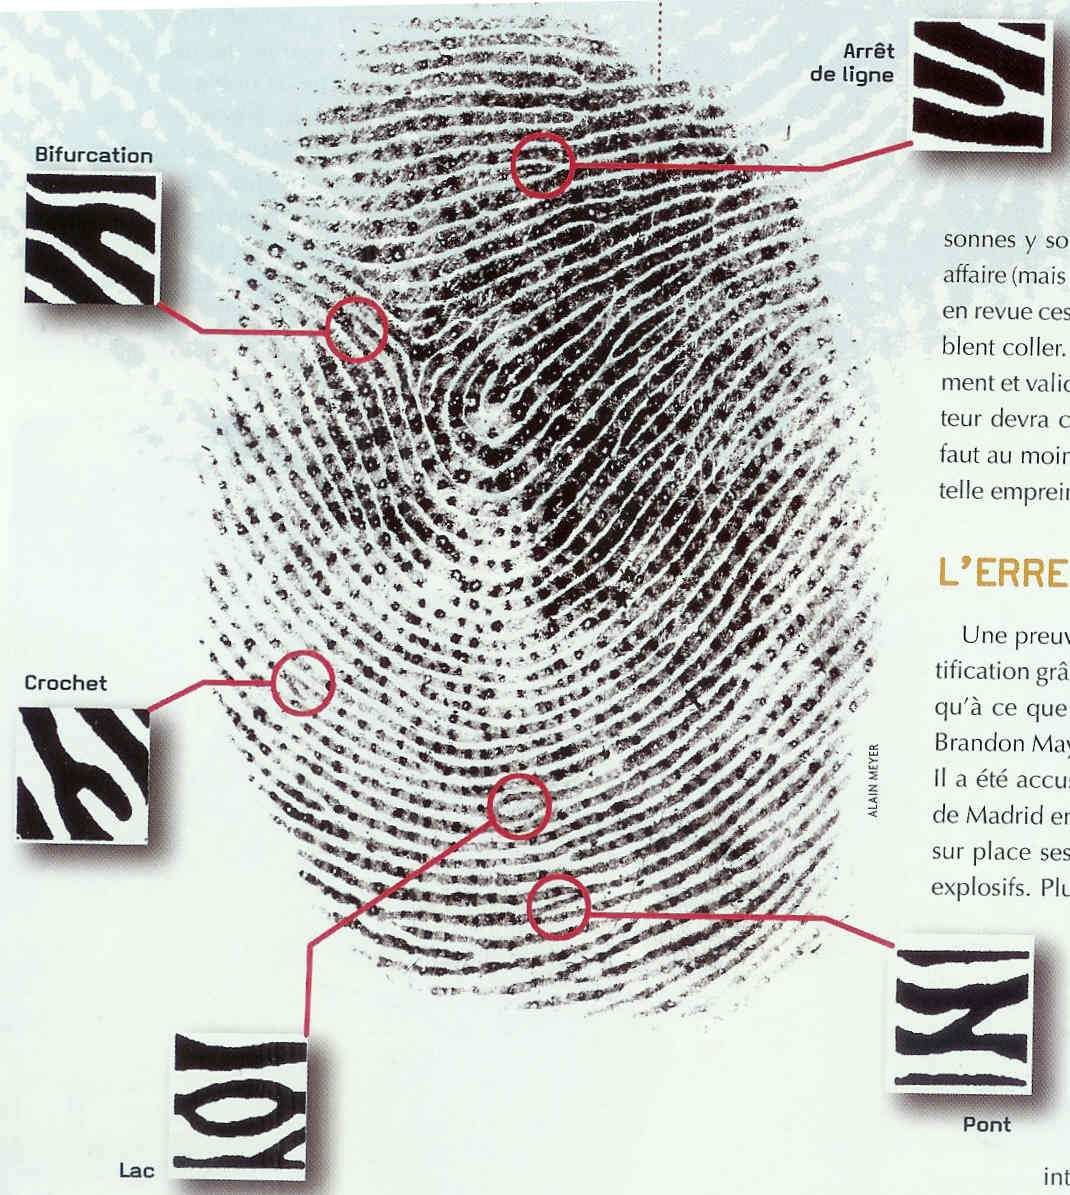 Arrêt
de ligne
Bifurcation
Crochet
Lac
Pont
ALAIN MEYER
sonnes y so
affaire (mais
en revue ces
blent coller.
ment et valid
teur devra c
faut au moin
telle emprein
L'ERRE
Une preuv
tification grâ
qu'à ce que
Brandon May
Il a été accus
de Madrid en
sur place ses
explosifs. Plu
int